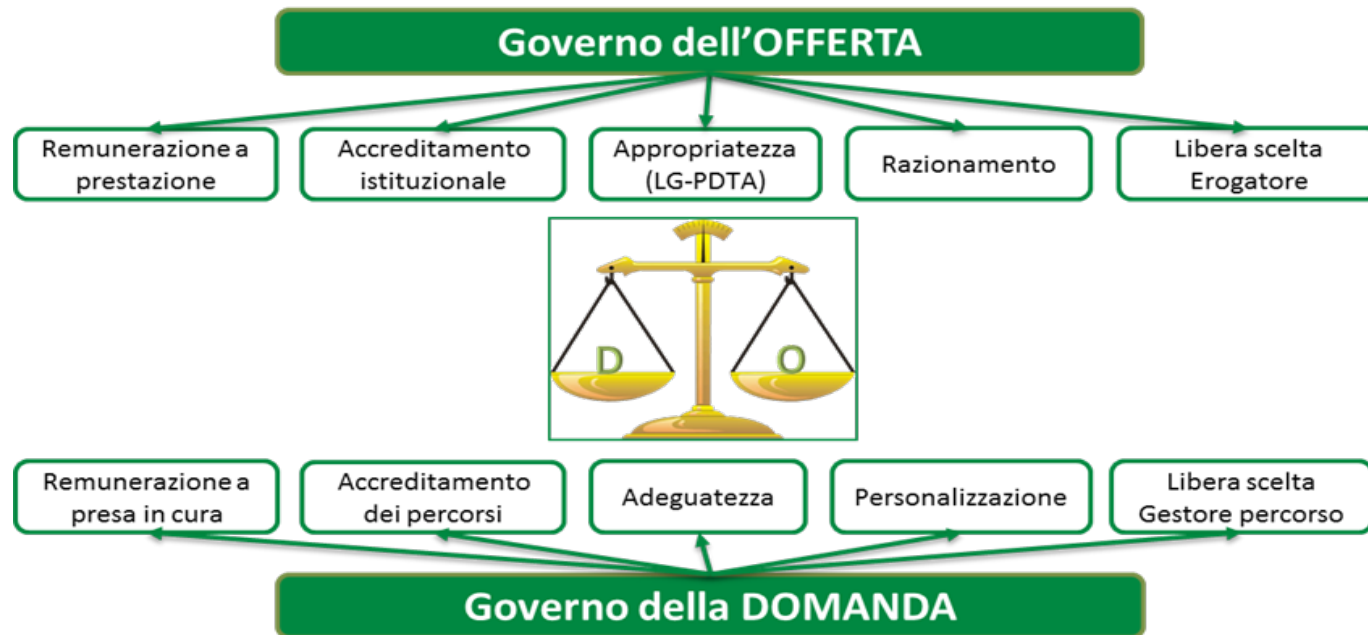 Governo dell'OFFERTA
Remunerazione a
prestazione
Accreditamento
istituzionale
Appropriatezza
(LG-PDTA)
Razionamento
Libera scelta
Erogatore
D
O
Remunerazione a
presa in cura
Accreditamento
dei percorsi
Adeguatezza
Personalizzazione
Libera scelta
Gestore percorso
Governo della DOMANDA